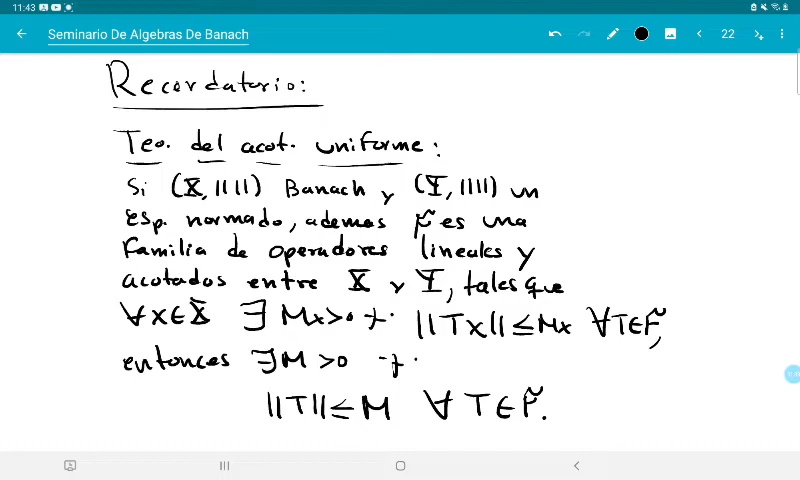 11:43
Seminario De Algebras De Banach
22
Recordatorio:
Teo. del acot. uniforme:
Si (X, ||||) Banach y (Y, ||||) un
esp. normado, ademas F̃ es una
familia de operadores lineales y
acotados entre X y Y, tales que
∀x∈X ∃ Mx>0 t. ||Tx||≤Mx ∀T∈F̃,
entonces ∃M>0 t.
||T||≤M ∀ T∈F̃.